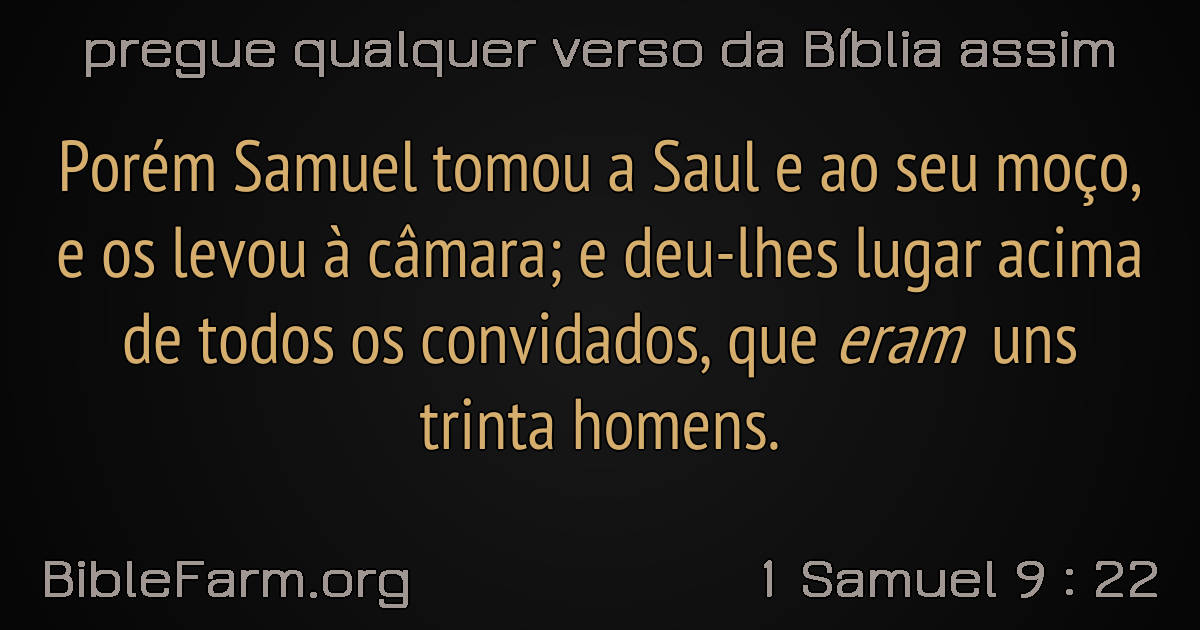 pregue qualquer verso da Bíblia assim
Porém Samuel tomou a Saul e ao seu moço,
e os levou à câmara; e deu-lhes lugar acima
de todos os convidados, que eram uns
trinta homens.
BibleFarm.org
1 Samuel 9 : 22